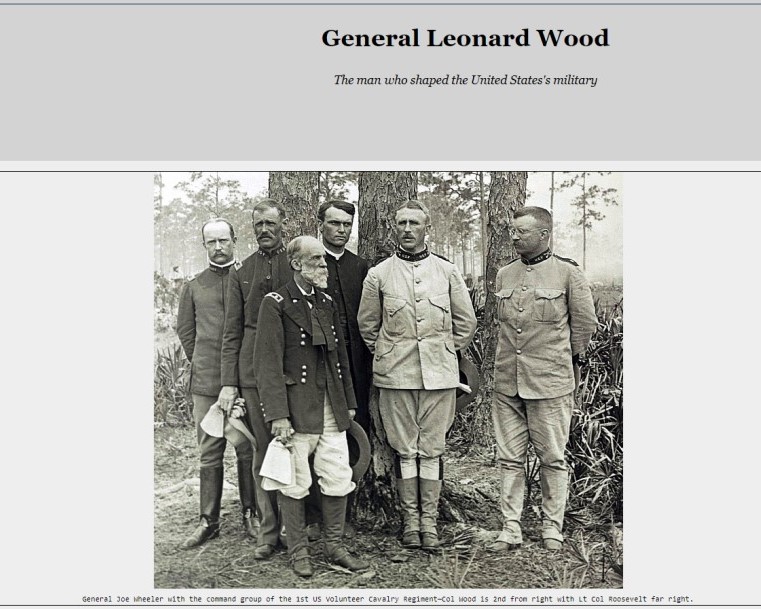 General Leonard Wood
The man who shaped the United States's military
General Joe Wheeler with the command group of the 1st US Volunteer Cavalry Regiment—Col Wood is 2nd from right with Lt Col Roosevelt far right.